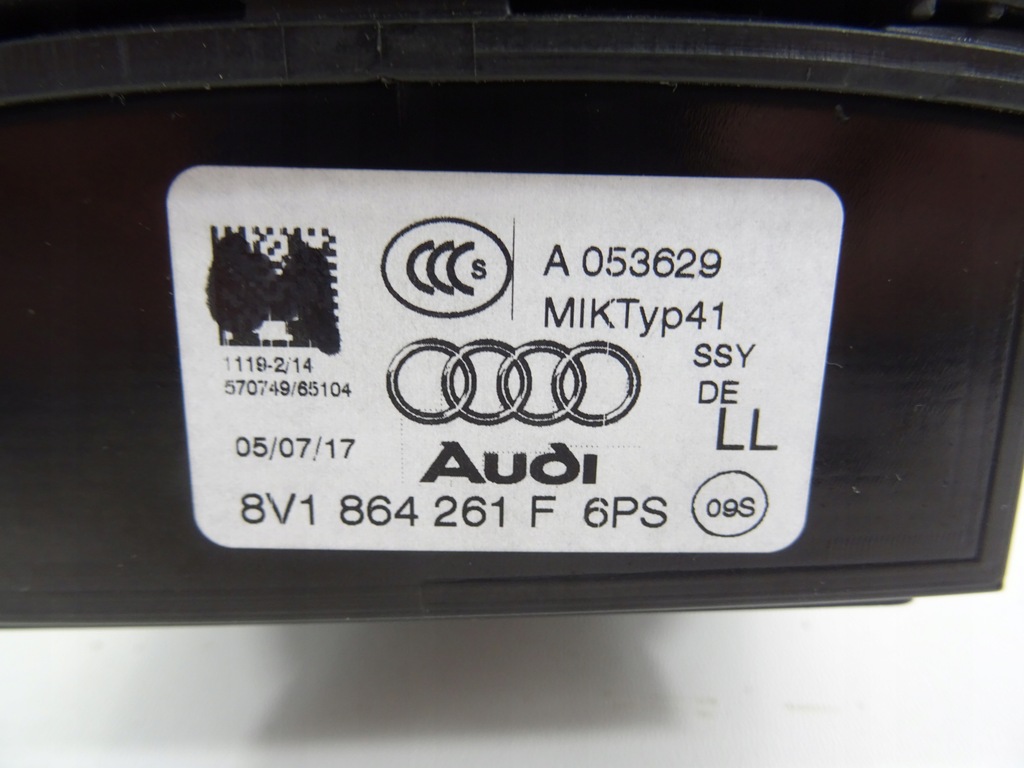 CCC S
A 053629
MIKTyp41
1119-2/14
570749/65104
SSY
DE
LL
05/07/17
Audi
8V1 864 261 F 6PS
09S